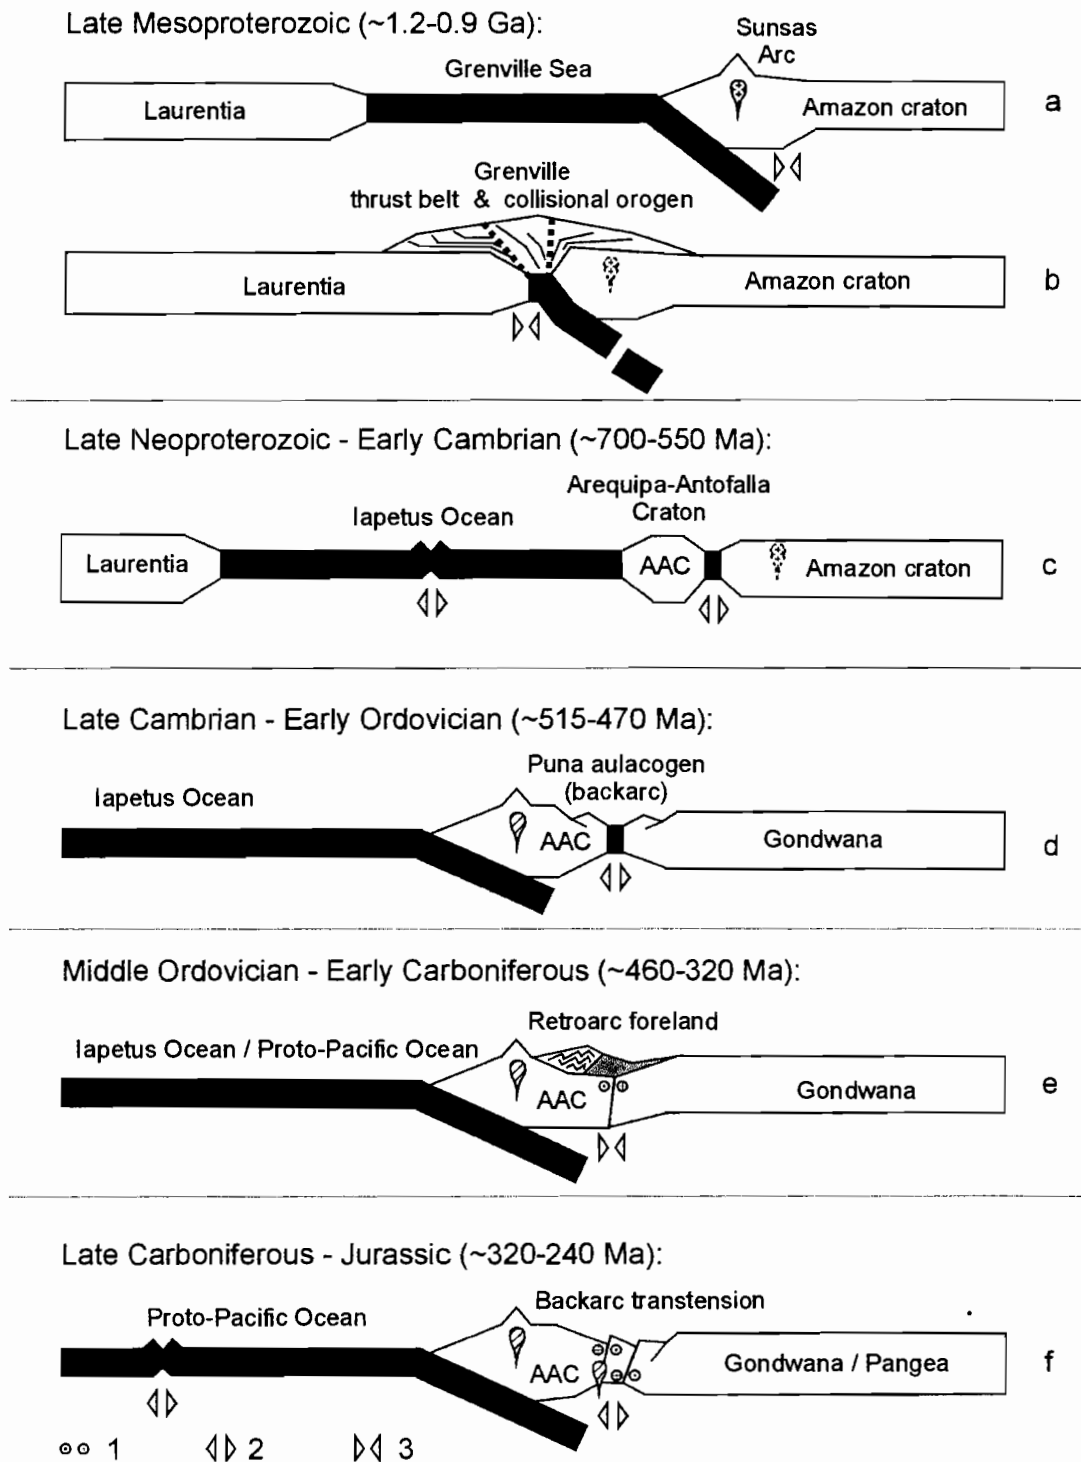 Late Mesoproterozoic (~1.2-0.9 Ga):
Sunsas
Arc
Grenville Sea
Laurentia
Amazon craton
a
Grenville
thrust belt & collisional orogen
Laurentia
Amazon craton
b
Late Neoproterozoic - Early Cambrian (~700-550 Ma):
Arequipa-Antofalla
Craton
Iapetus Ocean
Laurentia
AAC
Amazon craton
c
Late Cambrian - Early Ordovician (~515-470 Ma):
Puna aulacogen
(backarc)
Iapetus Ocean
AAC
Gondwana
d
Middle Ordovician - Early Carboniferous (~460-320 Ma):
Retroarc foreland
Iapetus Ocean / Proto-Pacific Ocean
AAC
Gondwana
e
Late Carboniferous - Jurassic (~320-240 Ma):
Backarc transtension
Proto-Pacific Ocean
AAC
Gondwana / Pangea
f
1 2 3